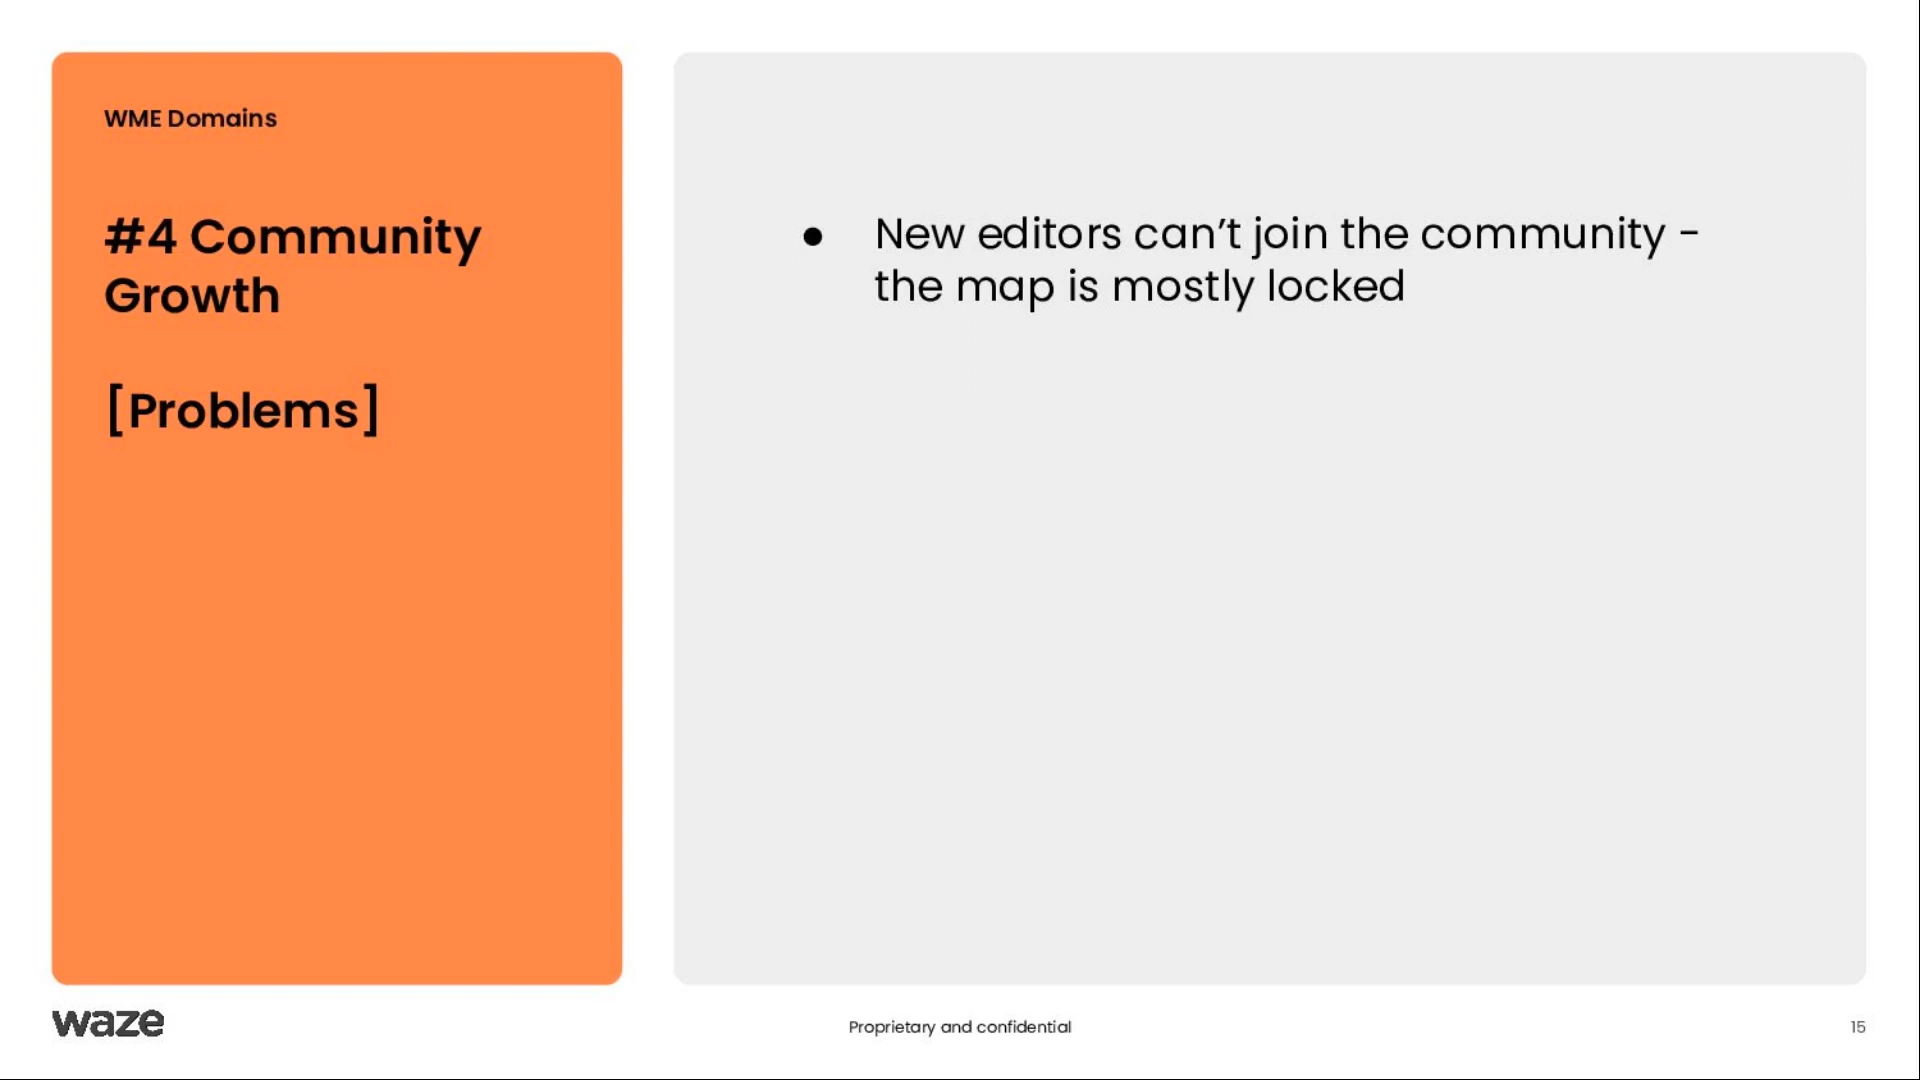 WME Domains
#4 Community
Growth
[Problems]
● New editors can’t join the community -
the map is mostly locked
waze
Proprietary and confidential
15